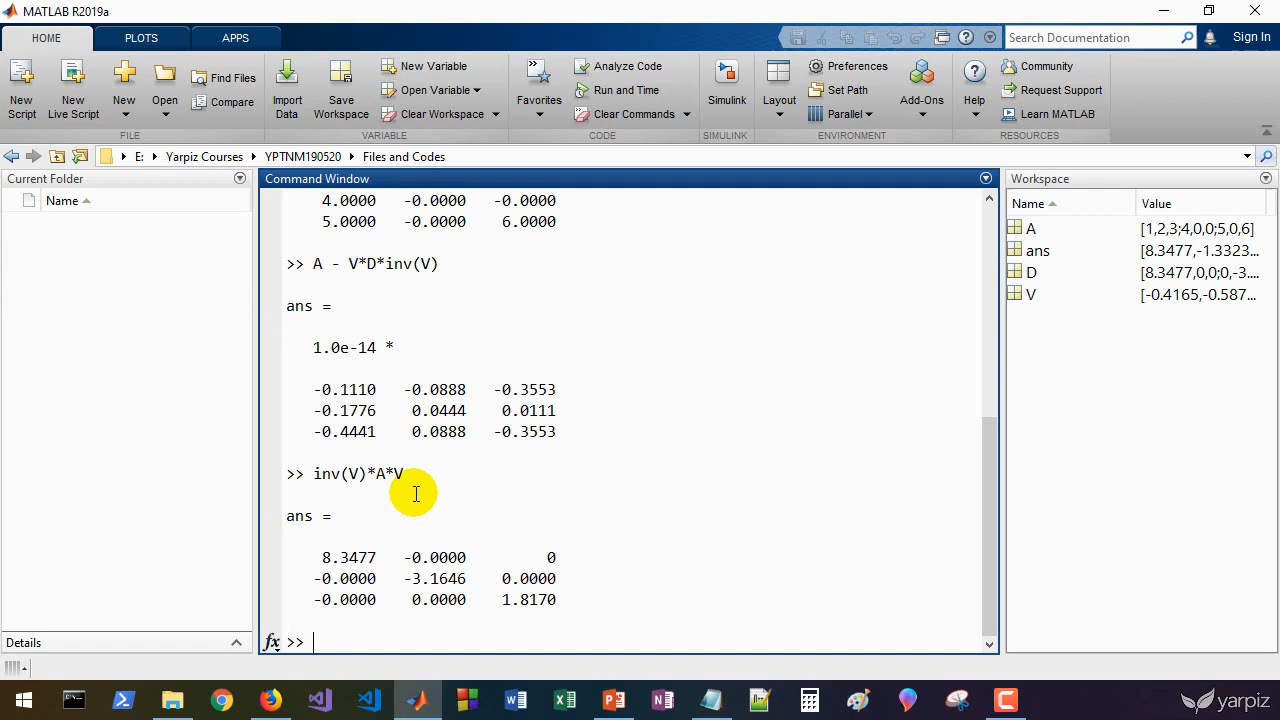 MATLAB R2019a
HOME PLOTS APPS Search Documentation Sign In
New Script New Live Script New Open Find Files Compare Import Data Save Workspace New Variable Open Variable Clear Workspace Favorites Analyze Code Run and Time Clear Commands Simulink Layout Preferences Set Path Parallel Add-Ons Help Community Request Support Learn MATLAB
FILE VARIABLE CODE SIMULINK ENVIRONMENT RESOURCES
E: Yarpiz Courses YPTNM190520 Files and Codes
Current Folder
Name
Details
Command Window
4.0000 -0.0000 -0.0000
5.0000 -0.0000 6.0000
>> A - V*D*inv(V)
ans =
1.0e-14 *
-0.1110 -0.0888 -0.3553
-0.1776 0.0444 0.0111
-0.4441 0.0888 -0.3553
>> inv(V)*A*V
ans =
8.3477 -0.0000 0
-0.0000 -3.1646 0.0000
-0.0000 0.0000 1.8170
fx >>
Workspace
Name Value
A [1,2,3;4,0,0;5,0,6]
ans [8.3477,-1.3323...
D [8.3477,0,0;0,-3....
V [-0.4165,-0.587...
yarpiz